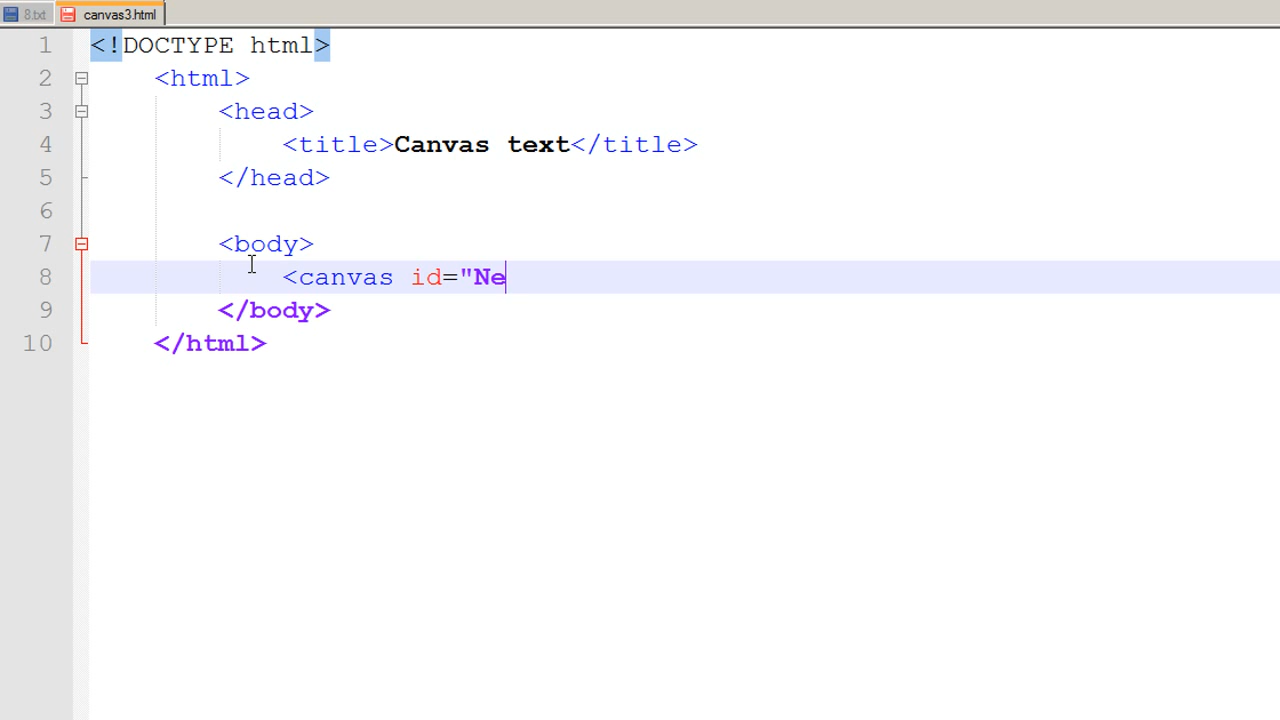 8.txt canvas3.html
1 <!DOCTYPE html>
2 <html>
3 <head>
4 <title>Canvas text</title>
5 </head>
6
7 <body>
8 <canvas id="Ne
9 </body>
10 </html>